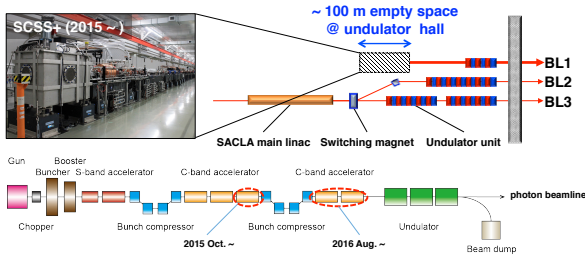 SCSS+ (2015 ~ )
~ 100 m empty space
@ undulator hall
BL1
BL2
BL3
SACLA main linac
Switching magnet
Undulator unit
Gun
Buncher
Booster
S-band accelerator
C-band accelerator
C-band accelerator
photon beamline
Chopper
Bunch compressor
Bunch compressor
Undulator
2015 Oct. ~
2016 Aug. ~
Beam dump